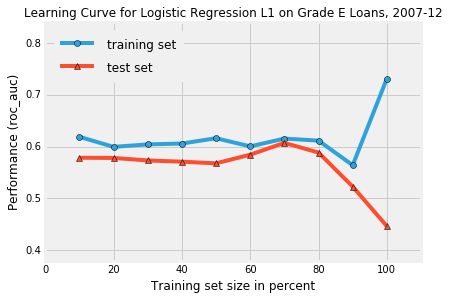 Learning Curve for Logistic Regression L1 on Grade E Loans, 2007-12
training set
test set
Performance (roc_auc)
0.8
0.7
0.6
0.5
0.4
0 20 40 60 80 100
Training set size in percent